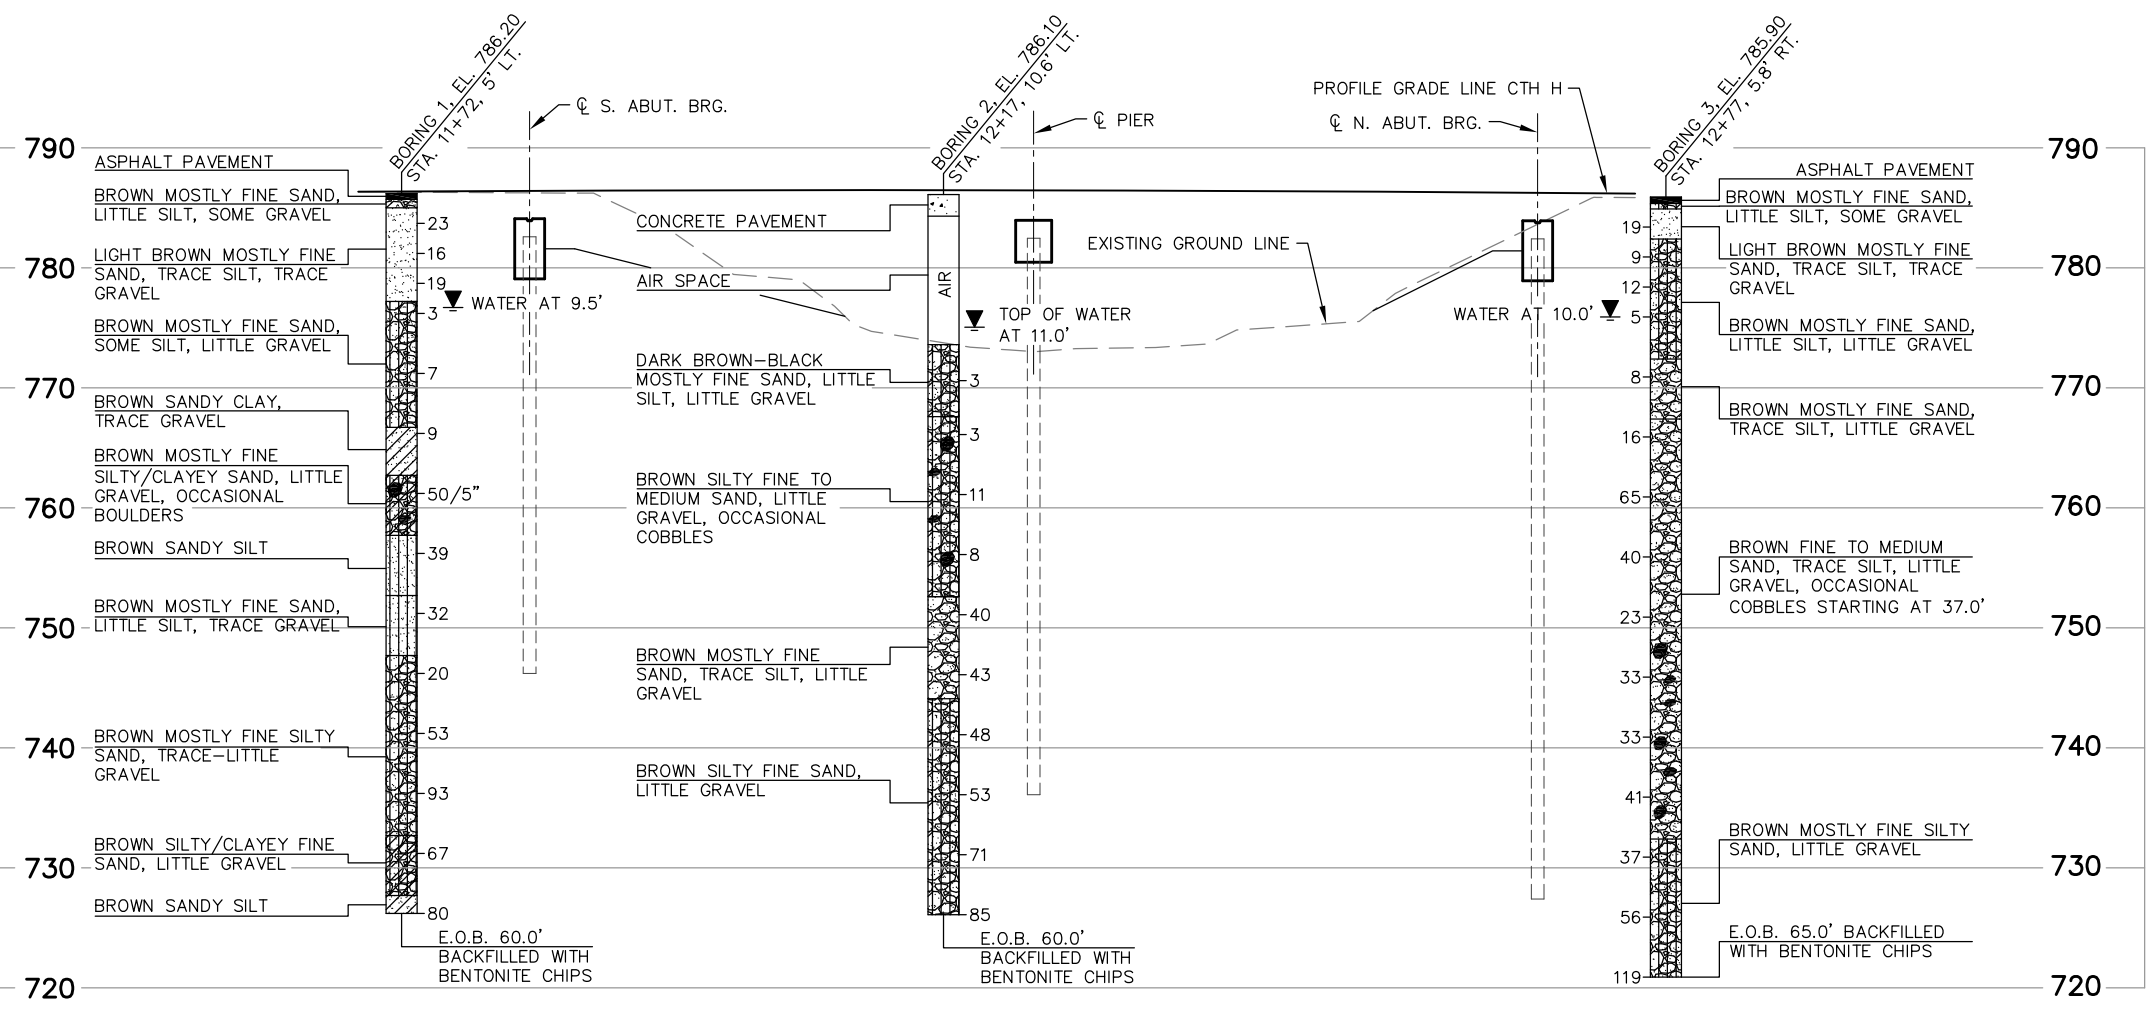 BORING 1, EL. 786.20
STA. 11+72, 5' LT.
℄ S. ABUT. BRG.
BORING 2, EL. 786.10
STA. 12+17, 10.6' LT.
℄ PIER
PROFILE GRADE LINE CTH H
℄ N. ABUT. BRG.
BORING 3, EL. 785.90
STA. 12+77, 5.8' RT.
790
780
770
760
750
740
730
720
ASPHALT PAVEMENT
BROWN MOSTLY FINE SAND,
LITTLE SILT, SOME GRAVEL
LIGHT BROWN MOSTLY FINE
SAND, TRACE SILT, TRACE
GRAVEL
BROWN MOSTLY FINE SAND,
SOME SILT, LITTLE GRAVEL
BROWN SANDY CLAY,
TRACE GRAVEL
BROWN MOSTLY FINE
SILTY/CLAYEY SAND, LITTLE
GRAVEL, OCCASIONAL
BOULDERS
BROWN SANDY SILT
BROWN MOSTLY FINE SAND,
LITTLE SILT, TRACE GRAVEL
BROWN MOSTLY FINE SILTY
SAND, TRACE-LITTLE
GRAVEL
BROWN SILTY/CLAYEY FINE
SAND, LITTLE GRAVEL
BROWN SANDY SILT
23
16
19
3
7
9
50/5"
39
32
20
53
93
67
80
WATER AT 9.5'
E.O.B. 60.0'
BACKFILLED WITH
BENTONITE CHIPS
CONCRETE PAVEMENT
AIR SPACE
AIR
DARK BROWN-BLACK
MOSTLY FINE SAND, LITTLE
SILT, LITTLE GRAVEL
BROWN SILTY FINE TO
MEDIUM SAND, LITTLE
GRAVEL, OCCASIONAL
COBBLES
BROWN MOSTLY FINE
SAND, TRACE SILT, LITTLE
GRAVEL
BROWN SILTY FINE SAND,
LITTLE GRAVEL
TOP OF WATER
AT 11.0'
3
3
11
8
40
43
48
53
71
85
E.O.B. 60.0'
BACKFILLED WITH
BENTONITE CHIPS
EXISTING GROUND LINE
WATER AT 10.0'
19
9
12
5
8
16
65
40
23
33
33
41
37
56
119
ASPHALT PAVEMENT
BROWN MOSTLY FINE SAND,
LITTLE SILT, SOME GRAVEL
LIGHT BROWN MOSTLY FINE
SAND, TRACE SILT, TRACE
GRAVEL
BROWN MOSTLY FINE SAND,
LITTLE SILT, LITTLE GRAVEL
BROWN MOSTLY FINE SAND,
TRACE SILT, LITTLE GRAVEL
BROWN FINE TO MEDIUM
SAND, TRACE SILT, LITTLE
GRAVEL, OCCASIONAL
COBBLES STARTING AT 37.0'
BROWN MOSTLY FINE SILTY
SAND, LITTLE GRAVEL
E.O.B. 65.0' BACKFILLED
WITH BENTONITE CHIPS
790
780
770
760
750
740
730
720